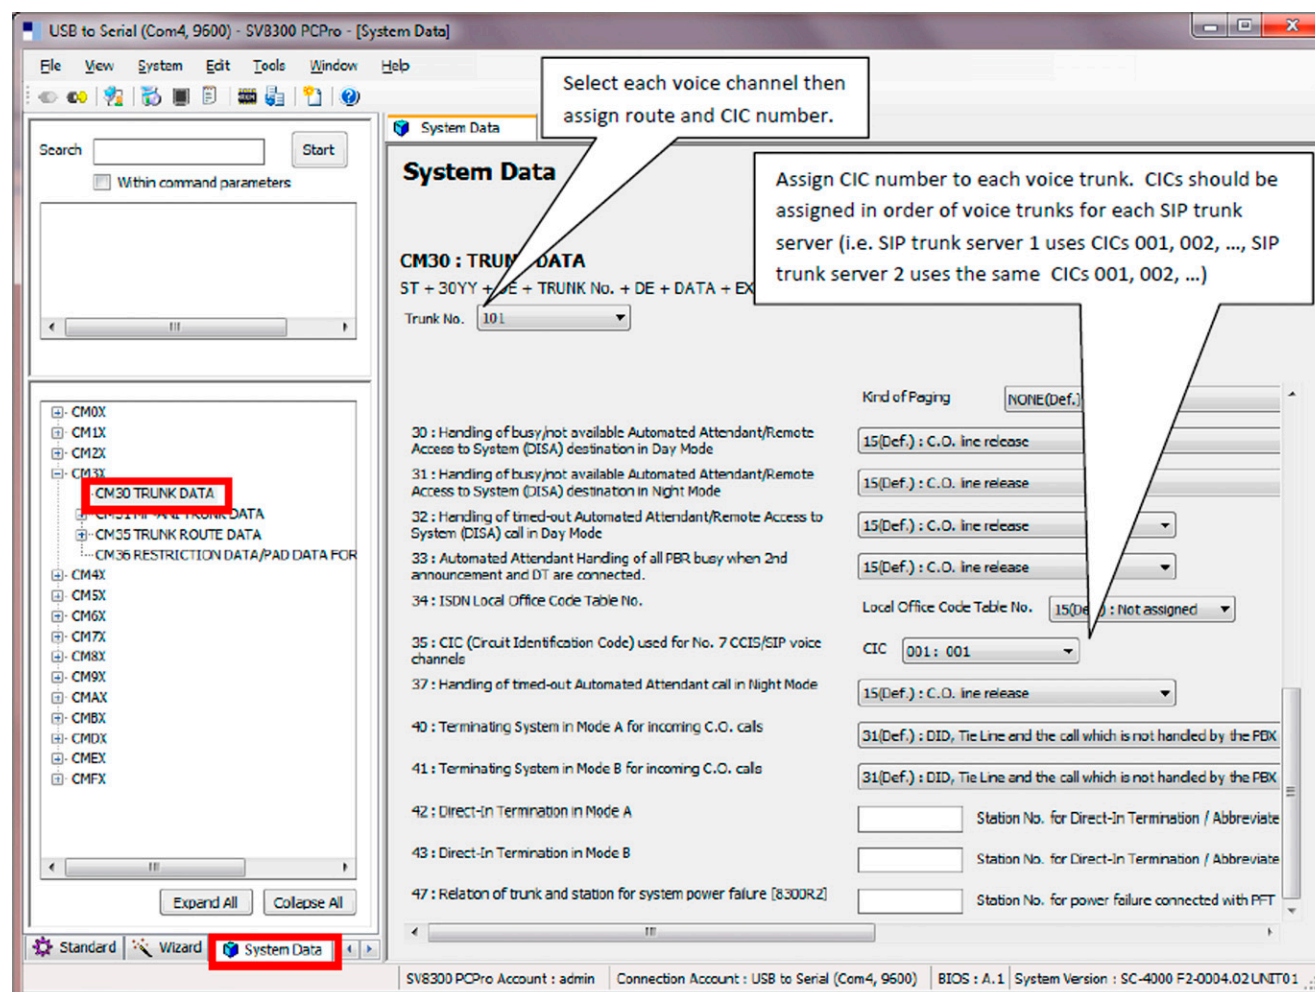 USB to Serial (Com4, 9600) - SV8300 PCPro - [System Data]
File View System Edit Tools Window Help
Select each voice channel then
assign route and CIC number.
System Data
Search Start
Within command parameters
System Data
Assign CIC number to each voice trunk. CICs should be
assigned in order of voice trunks for each SIP trunk
server (i.e. SIP trunk server 1 uses CICs 001, 002, ..., SIP
trunk server 2 uses the same CICs 001, 002, ...)
CM30 : TRUN DATA
ST + 30YY + DE + TRUNK No. + DE + DATA + EX
Trunk No. 101
CM0X
CM1X
CM2X
CM3X
CM30 TRUNK DATA
TRUNK DATA
CM35 TRUNK ROUTE DATA
CM36 RESTRICTION DATA/PAD DATA FOR
CM4X
CM5X
CM6X
CM7X
CM8X
CM9X
CMAX
CMBX
CMDX
CMEX
CMFX
Expand All Collapse All
Standard Wizard System Data
Kind of Paging NONE(Def.)
30 : Handling of busy/not available Automated Attendant/Remote
Access to System (DISA) destination in Day Mode
15(Def.) : C.O. line release
31 : Handling of busy/not available Automated Attendant/Remote
Access to System (DISA) destination in Night Mode
15(Def.) : C.O. line release
32 : Handling of timed-out Automated Attendant/Remote Access to
System (DISA) call in Day Mode
15(Def.) : C.O. line release
33 : Automated Attendant Handling of all PBR busy when 2nd
announcement and DT are connected.
15(Def.) : C.O. line release
34 : ISDN Local Office Code Table No.
Local Office Code Table No. 15(Def.) : Not assigned
35 : CIC (Circuit Identification Code) used for No. 7 CCIS/SIP voice
channels
CIC 001 : 001
37 : Handling of timed-out Automated Attendant call in Night Mode
15(Def.) : C.O. line release
40 : Terminating System in Mode A for incoming C.O. calls
31(Def.) : DID, Tie Line and the call which is not handled by the PBX
41 : Terminating System in Mode B for incoming C.O. calls
31(Def.) : DID, Tie Line and the call which is not handled by the PBX
42 : Direct-In Termination in Mode A
Station No. for Direct-In Termination / Abbreviate
43 : Direct-In Termination in Mode B
Station No. for Direct-In Termination / Abbreviate
47 : Relation of trunk and station for system power failure [8300R2]
Station No. for power failure connected with PFT
SV8300 PCPro Account : admin Connection Account : USB to Serial (Com4, 9600) BIOS : A.1 System Version : SC-4000 F2-0004.02 UNIT01